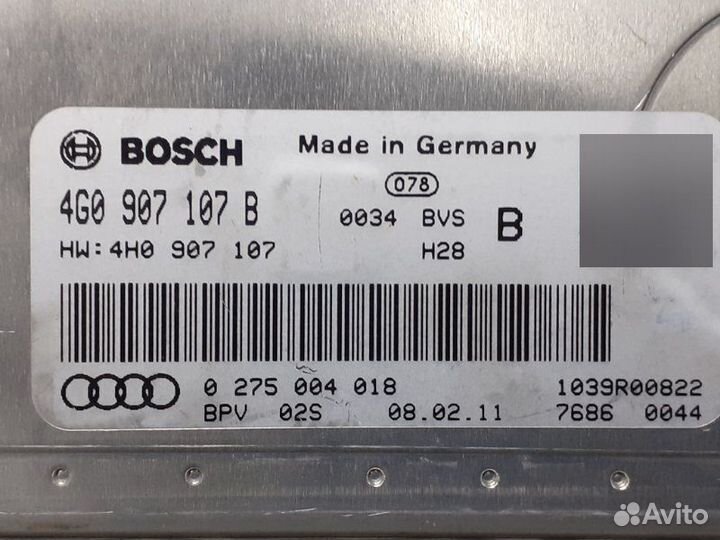 BOSCH Made in Germany
4G0 907 107 B 078
0034 BVS B
HW:4H0 907 107 H28
0 275 004 018 1039R00822
BPV 02S 08.02.11 7686 0044
Avito